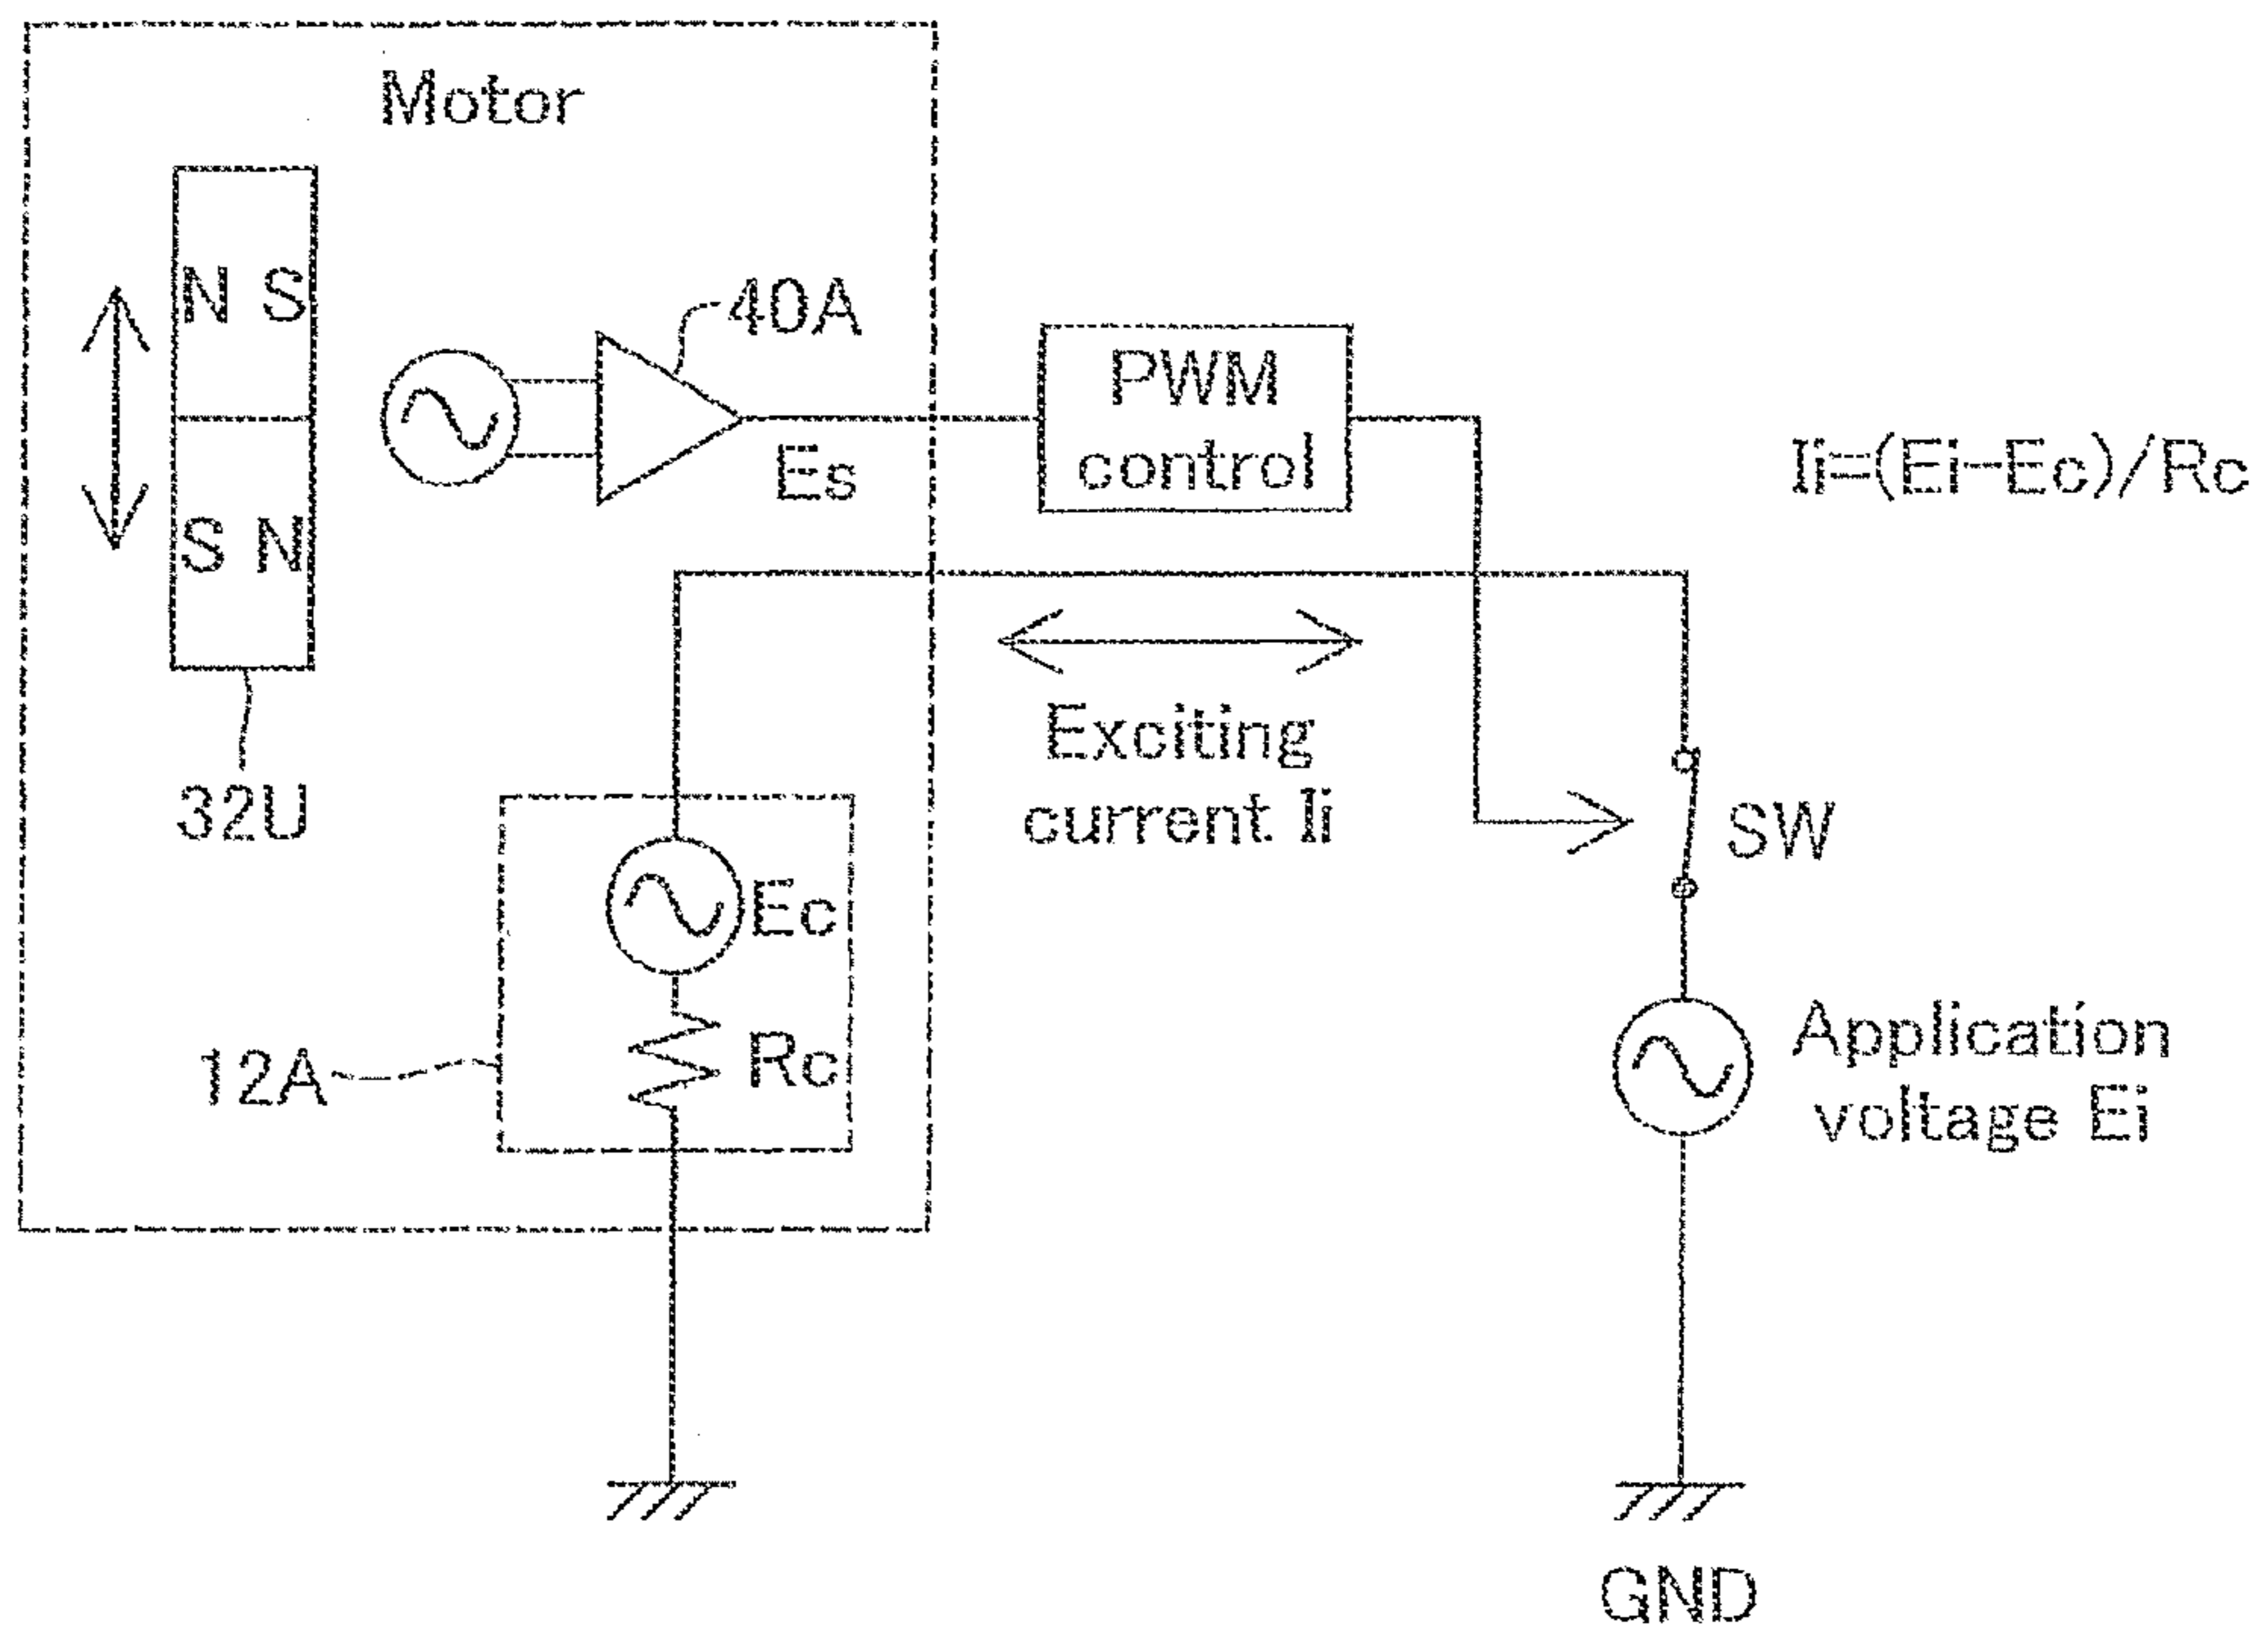 Motor
N S
S N
32U
40A
Es
PWM
control
Ii=(Ei-Ec)/Rc
Exciting
current Ii
SW
Ec
Rc
12A
Application
voltage Ei
GND